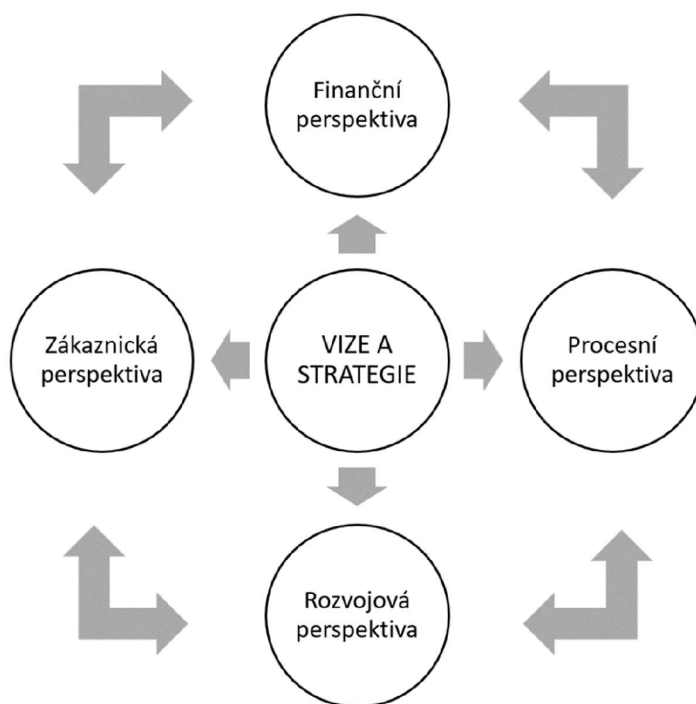 Finanční
perspektiva
Zákaznická
perspektiva
VIZE A
STRATEGIE
Procesní
perspektiva
Rozvojová
perspektiva